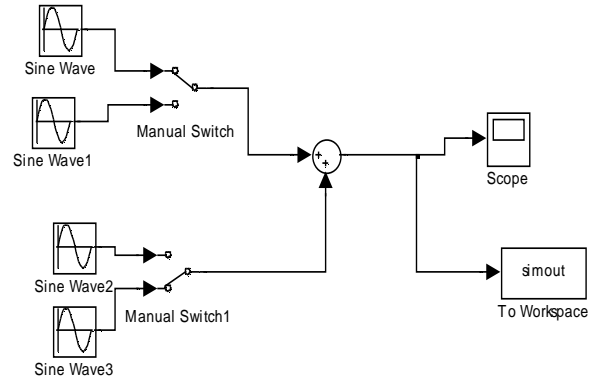 Sine Wave
Sine Wave1
Manual Switch
+
+
Scope
Sine Wave2
Manual Switch1
Sine Wave3
simout
To Workspace